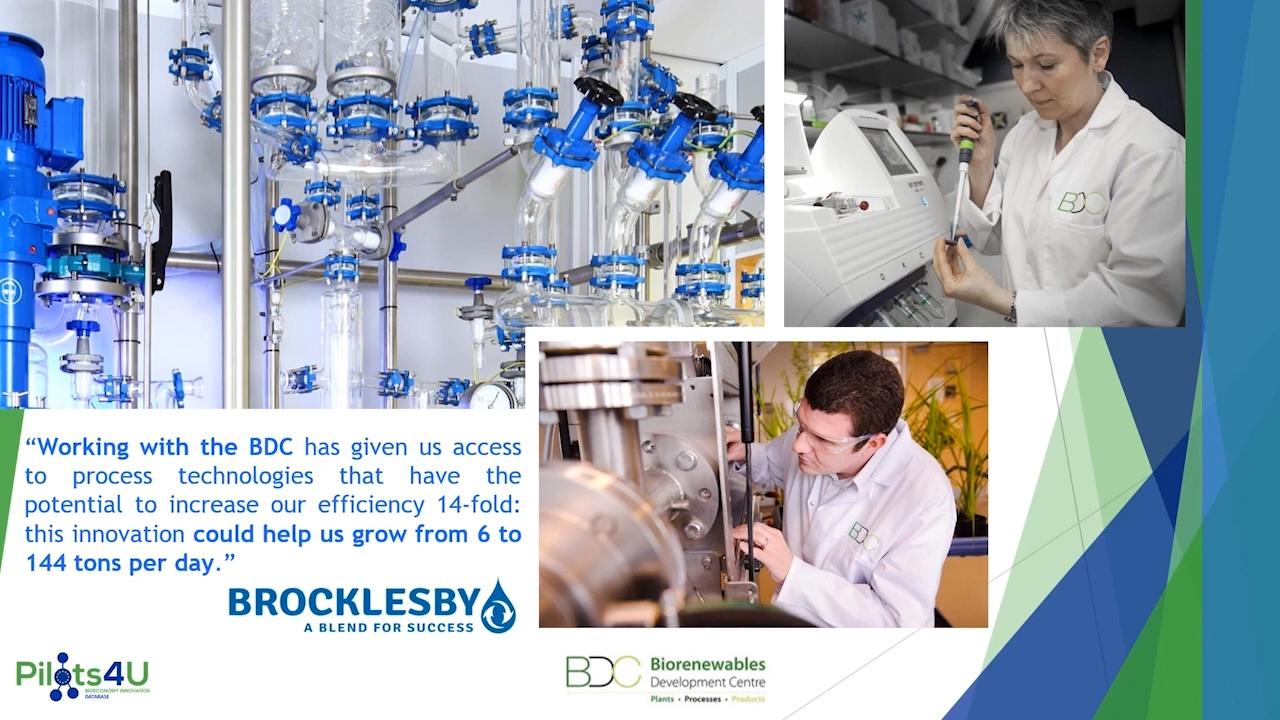 BDC
BDC
“Working with the BDC has given us access
to process technologies that have the
potential to increase our efficiency 14-fold:
this innovation could help us grow from 6 to
144 tons per day.”
BROCKLESBY
A BLEND FOR SUCCESS
Pilots4U
BIOECONOMY INNOVATION
DATABASE
BDC
Biorenewables
Development Centre
Plants • Processes • Products